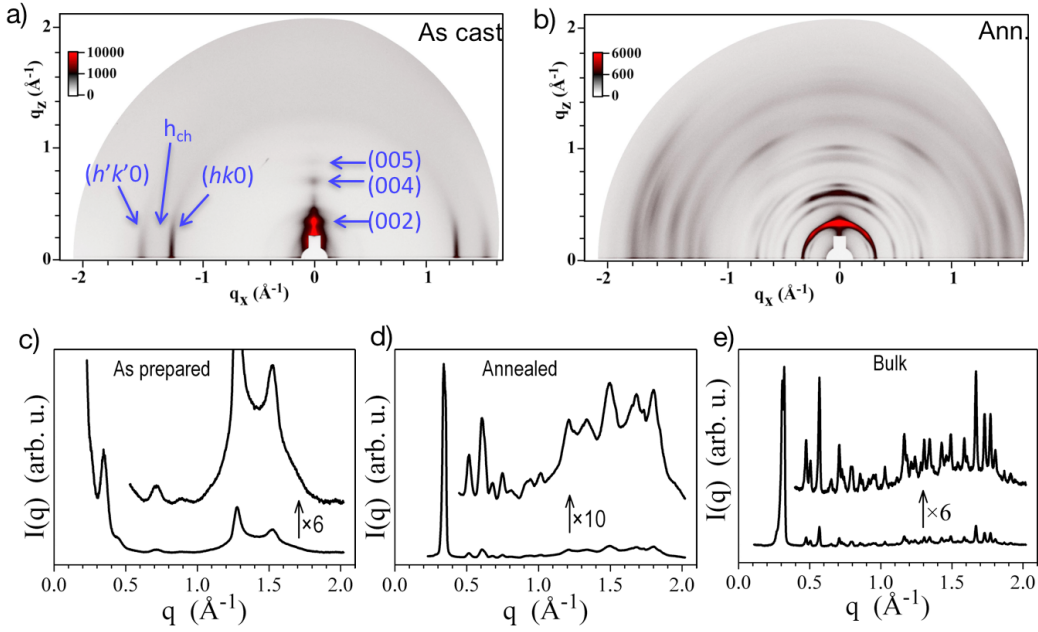 a)
As cast
2
10000
1000
0
q_z (Å⁻¹)
1
0
h_ch
(h'k'0)
(hk0)
(005)
(004)
(002)
-2
-1
0
1
q_x (Å⁻¹)
b)
Ann.
2
6000
600
0
q_z (Å⁻¹)
1
0
-2
-1
0
1
q_x (Å⁻¹)
c)
As prepared
I(q) (arb. u.)
×6
0.0 0.5 1.0 1.5 2.0
q (Å⁻¹)
d)
Annealed
I(q) (arb. u.)
×10
0.0 0.5 1.0 1.5 2.0
q (Å⁻¹)
e)
Bulk
I(q) (arb. u.)
×6
0.0 0.5 1.0 1.5 2.0
q (Å⁻¹)